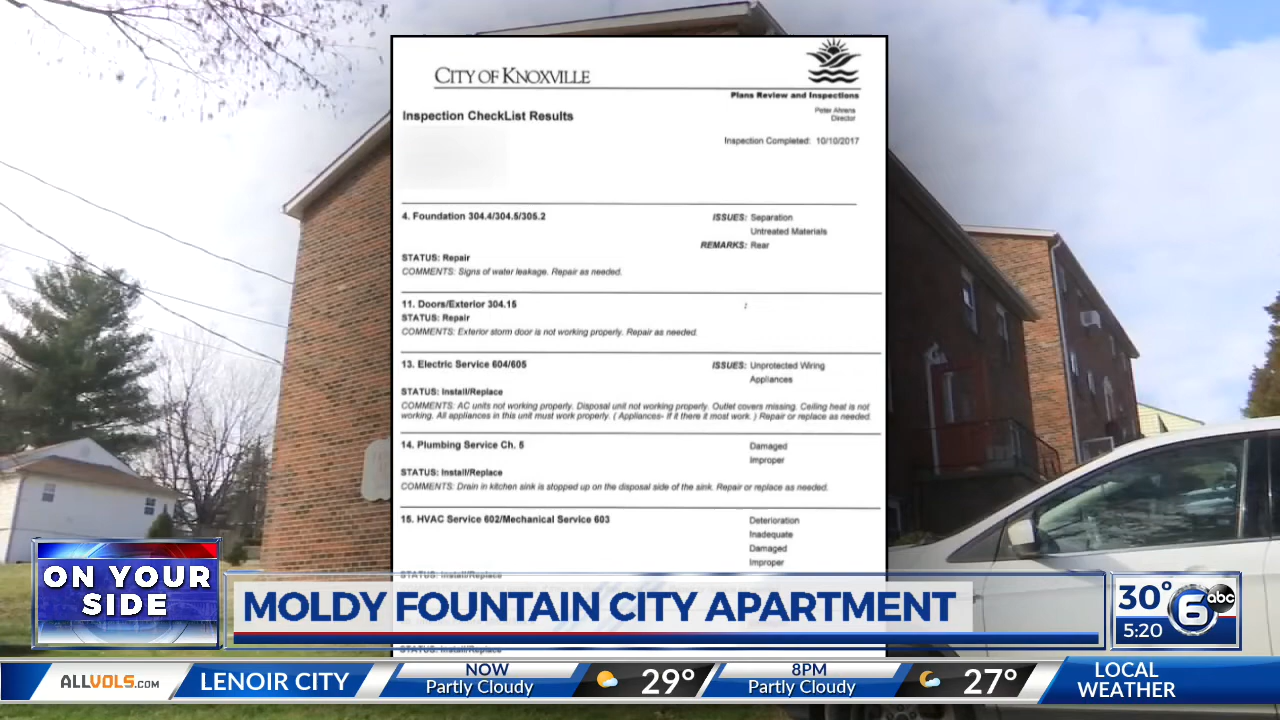 CITY OF KNOXVILLE
Plans Review and Inspections
Peter Ahrens
Director
Inspection CheckList Results
Inspection Completed: 10/10/2017
4. Foundation 304.4/304.5/305.2
ISSUES: Separation
Untreated Materials
REMARKS: Rear
STATUS: Repair
COMMENTS: Signs of water leakage. Repair as needed.
11. Doors/Exterior 304.15
:
STATUS: Repair
COMMENTS: Exterior storm door is not working properly. Repair as needed.
13. Electric Service 604/605
ISSUES: Unprotected Wiring
Appliances
STATUS: Install/Replace
COMMENTS: AC units not working properly. Disposal unit not working properly. Outlet covers missing. Ceiling heat is not
working. All appliances in this unit must work properly. ( Appliances- if it there it most work. ) Repair or replace as needed.
14. Plumbing Service Ch. 5
Damaged
Improper
STATUS: Install/Replace
COMMENTS: Drain in kitchen sink is stopped up on the disposal side of the sink. Repair or replace as needed.
15. HVAC Service 602/Mechanical Service 603
Deterioration
Inadequate
Damaged
Improper
STATUS: Install/Replace
ON YOUR
SIDE
MOLDY FOUNTAIN CITY APARTMENT
30°
6 abc
5:20
STATUS: Install/Replace
ALLVOLS.COM
LENOIR CITY
NOW
Partly Cloudy
29°
8PM
Partly Cloudy
27°
LOCAL
WEATHER